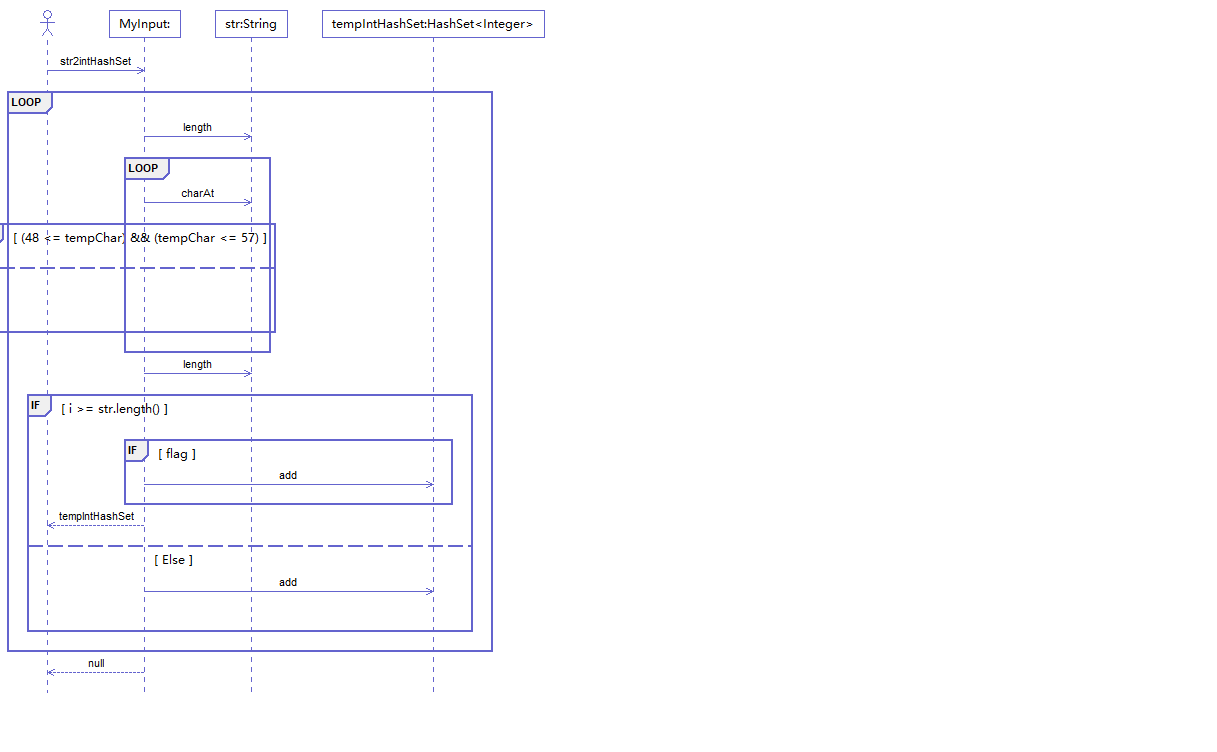 MyInput:
str:String
tempIntHashSet:HashSet<Integer>
str2intHashSet
LOOP
length
LOOP
charAt
[ (48 <= tempChar) && (tempChar <= 57) ]
length
IF
[ i >= str.length() ]
IF
[ flag ]
add
tempIntHashSet
[ Else ]
add
null